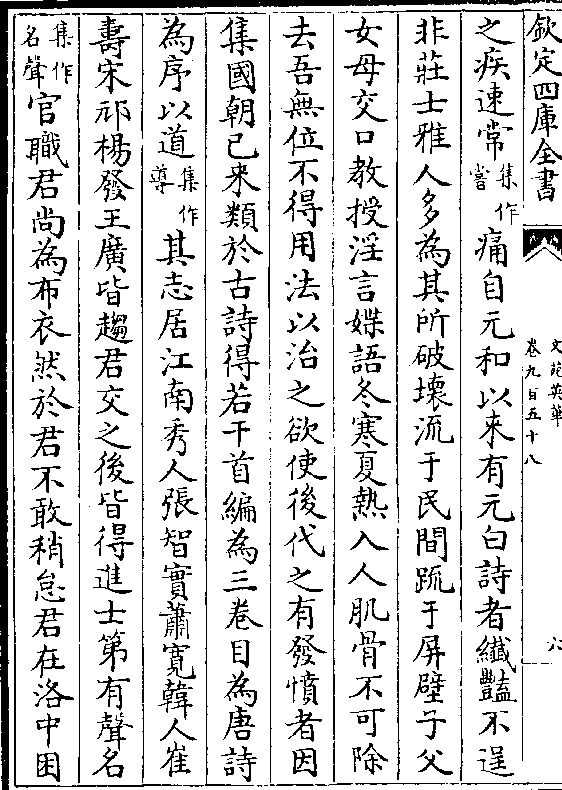 欽定四庫全書
文苑英華
卷九百五十八
六
之疾速常集作嘗痛自元和以来有元白詩者纎豔不逞
非莊士雅人多為其所破壞流于民間踈于屏壁子父
女母交口教授淫言媟語冬寒夏熱入人肌骨不可除
去吾無位不得用法以治之欲使後代之有發憤者因
集國朝已來類於古詩得若干首編為三卷目為唐詩
為序以道集作導其志居江南秀人張智實蕭寬韓人崔
壽宋祁楊發王廣皆趨君交之後皆得進士第有聲名
集作名聲官職君尚為布衣然於君不敢稍怠君在洛中困